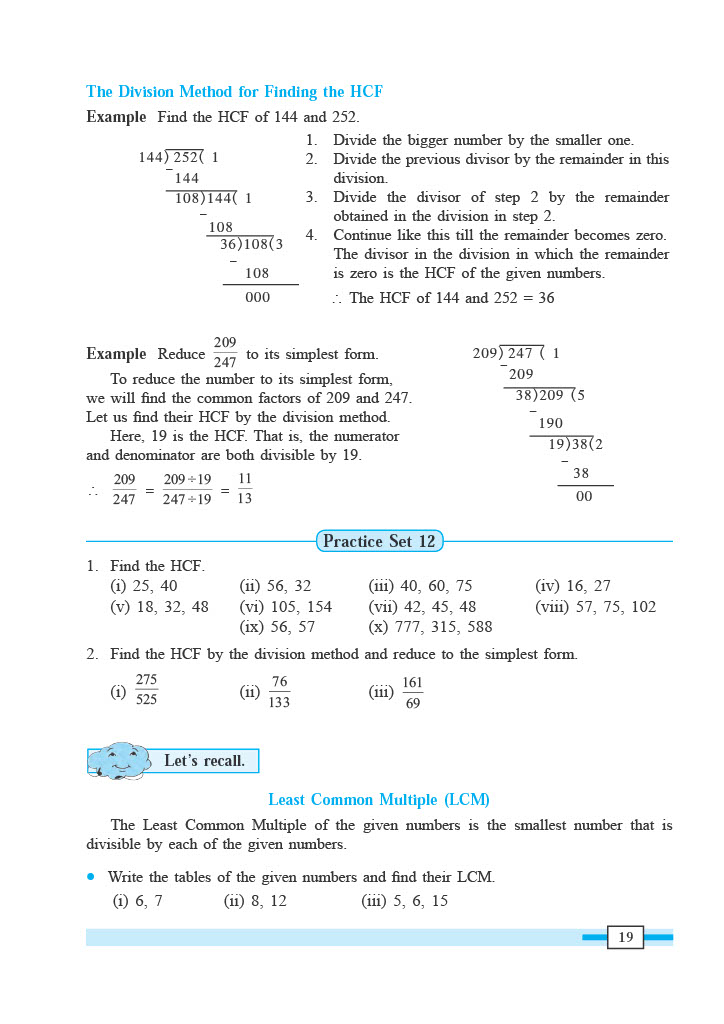 The Division Method for Finding the HCF
Example Find the HCF of 144 and 252.
144) 252( 1
− 144
108)144( 1
−
108
36)108(3
−
108
000
1. Divide the bigger number by the smaller one.
2. Divide the previous divisor by the remainder in this
division.
3. Divide the divisor of step 2 by the remainder
obtained in the division in step 2.
4. Continue like this till the remainder becomes zero.
The divisor in the division in which the remainder
is zero is the HCF of the given numbers.
∴ The HCF of 144 and 252 = 36
Example Reduce 209/247 to its simplest form.
To reduce the number to its simplest form,
we will find the common factors of 209 and 247.
Let us find their HCF by the division method.
Here, 19 is the HCF. That is, the numerator
and denominator are both divisible by 19.
∴ 209/247 = 209÷19/247÷19 = 11/13
209) 247 ( 1
− 209
38)209 (5
−
190
19)38(2
−
38
00
Practice Set 12
1. Find the HCF.
(i) 25, 40 (ii) 56, 32 (iii) 40, 60, 75 (iv) 16, 27
(v) 18, 32, 48 (vi) 105, 154 (vii) 42, 45, 48 (viii) 57, 75, 102
(ix) 56, 57 (x) 777, 315, 588
2. Find the HCF by the division method and reduce to the simplest form.
(i) 275/525 (ii) 76/133 (iii) 161/69
Let's recall.
Least Common Multiple (LCM)
The Least Common Multiple of the given numbers is the smallest number that is
divisible by each of the given numbers.
• Write the tables of the given numbers and find their LCM.
(i) 6, 7 (ii) 8, 12 (iii) 5, 6, 15
19